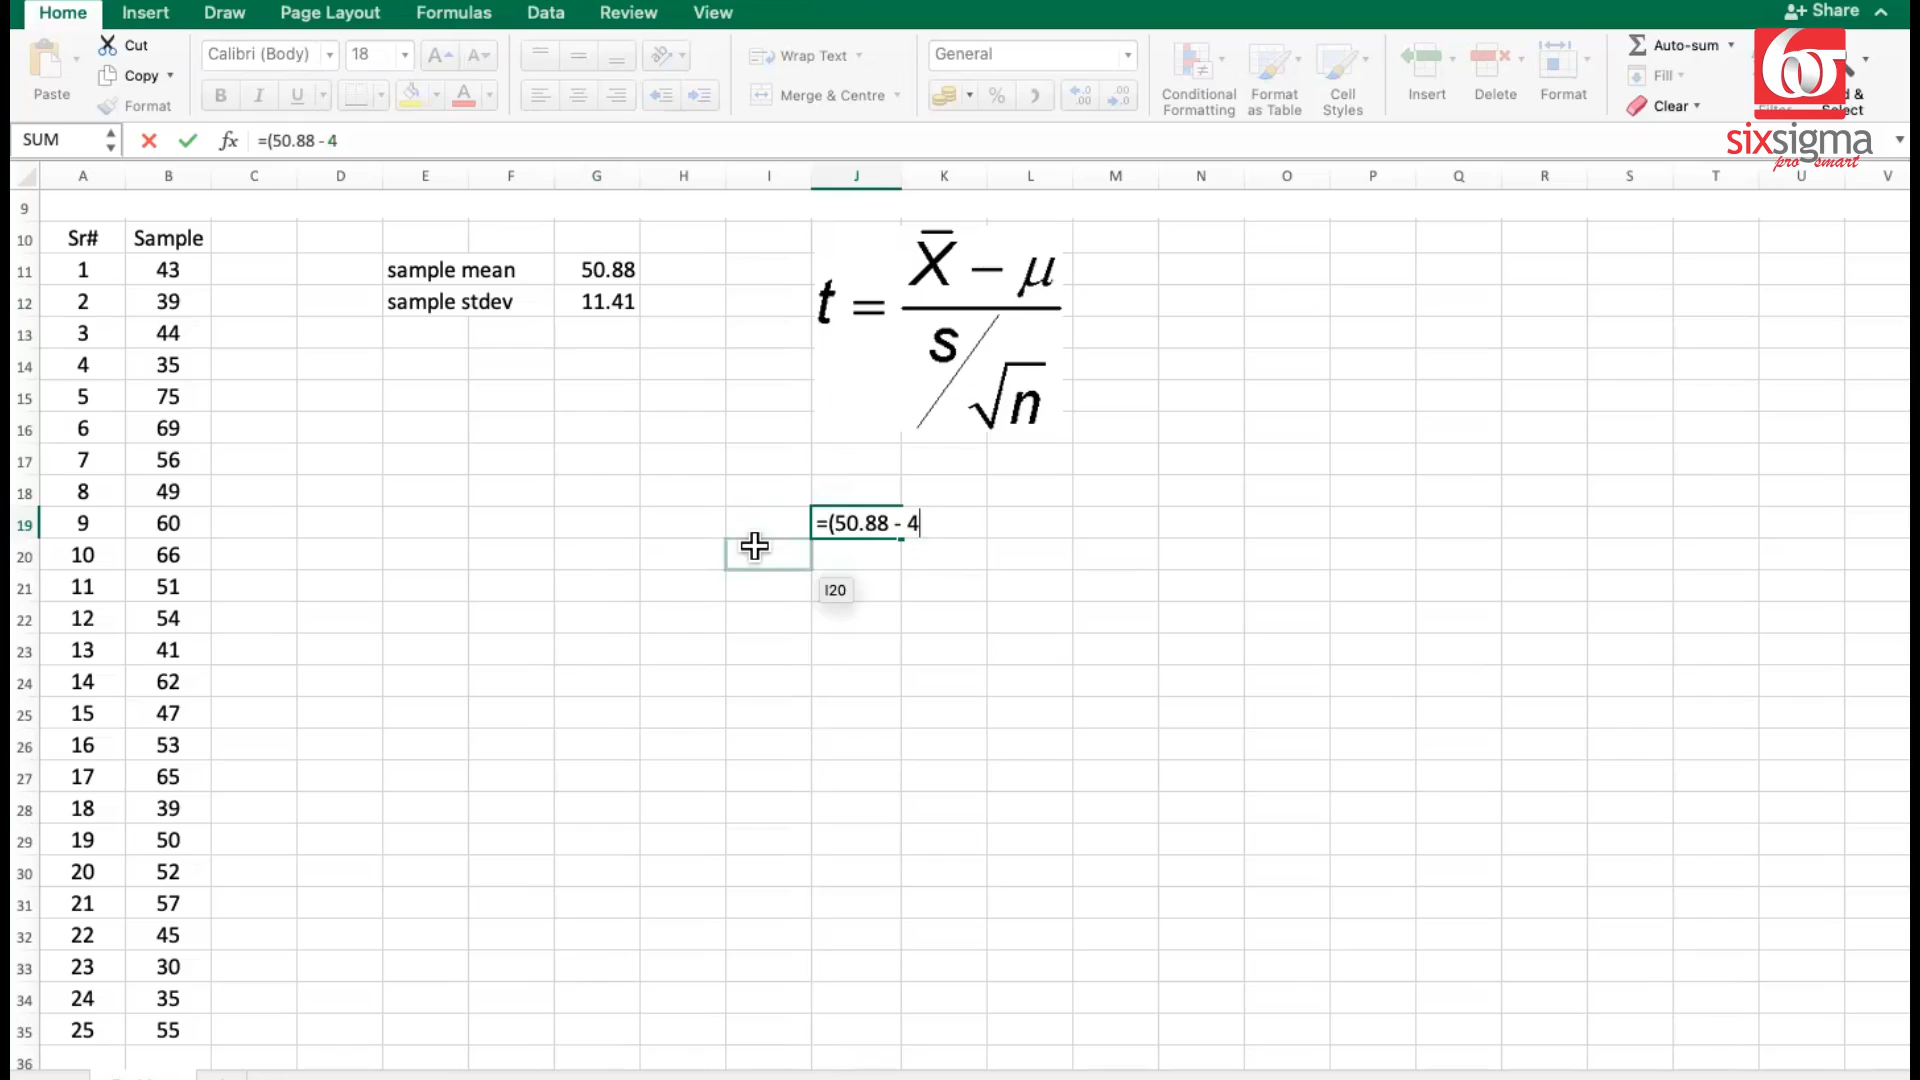 Home Insert Draw Page Layout Formulas Data Review View Share
Paste Cut Copy Format
Calibri (Body) 18
B I U A A A
Wrap Text
Merge & Centre
General
% .00 .0
Conditional Formatting
Format as Table
Cell Styles
Insert Delete Format
Auto-sum
Fill
Clear
Select
6σ
sixsigma
pro smart
SUM fx =(50.88 - 4
A B C D E F G H I J K L M N O P Q R S T U V
9
10 Sr# Sample
11 1 43 sample mean 50.88
12 2 39 sample stdev 11.41
13 3 44
14 4 35
15 5 75
16 6 69
17 7 56
18 8 49
19 9 60 =(50.88 - 4
20 10 66
21 11 51 I20
22 12 54
23 13 41
24 14 62
25 15 47
26 16 53
27 17 65
28 18 39
29 19 50
30 20 52
31 21 57
32 22 45
33 23 30
34 24 35
35 25 55
36
t = X̄ − μ
s/√n